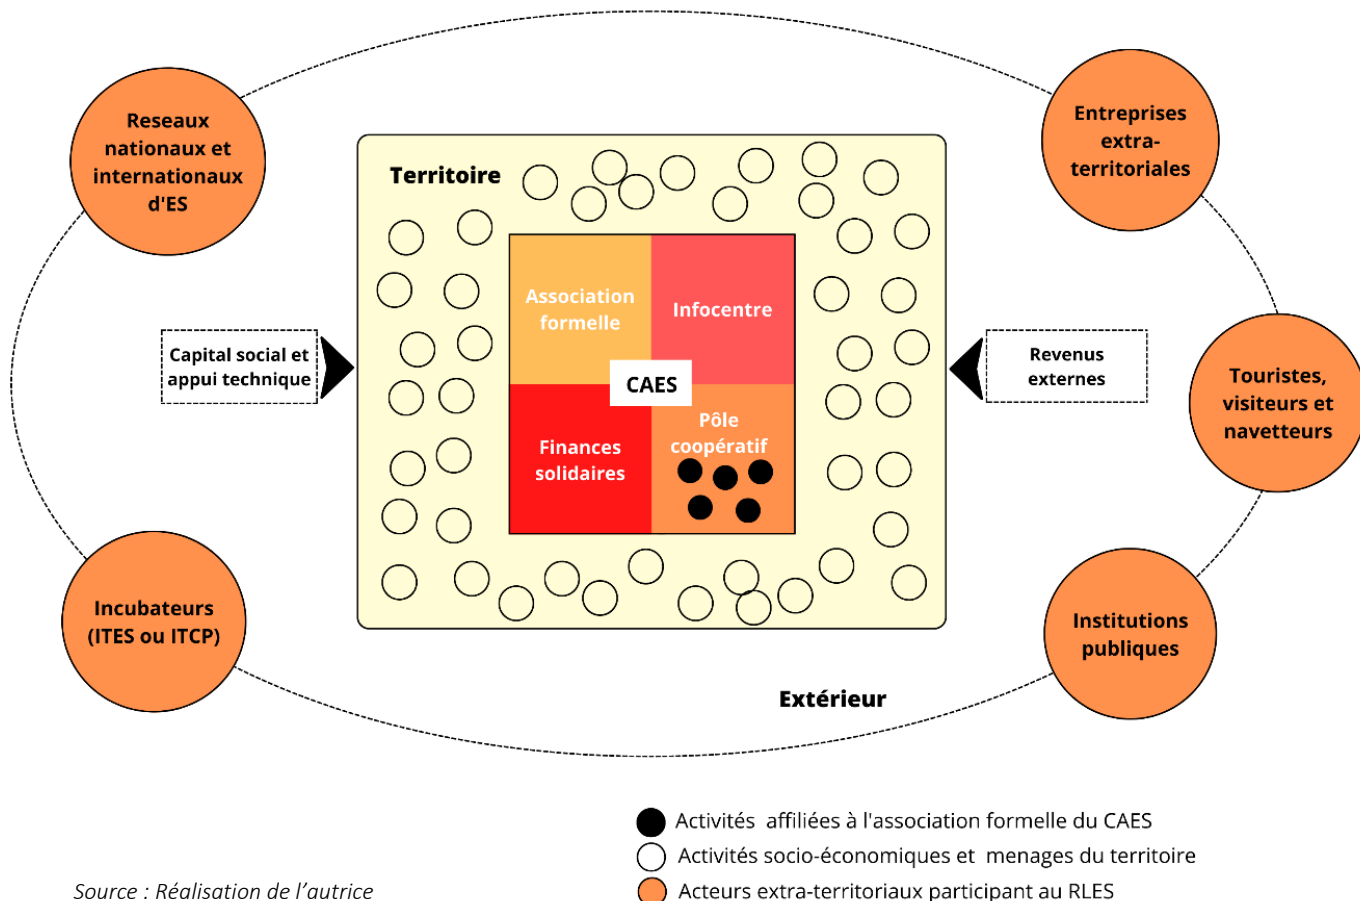 Reseaux
nationaux et
internationaux
d'ES
Entreprises
extra-
territoriales
Territoire
Association
formelle
Infocentre
CAES
Finances
solidaires
Pôle
coopératif
Capital social et
appui technique
Revenus
externes
Touristes,
visiteurs et
navetteurs
Incubateurs
(ITES ou ITCP)
Institutions
publiques
Extérieur
Activités affiliées à l'association formelle du CAES
Activités socio-économiques et menages du territoire
Acteurs extra-territoriaux participant au RLES
Source : Réalisation de l’autrice